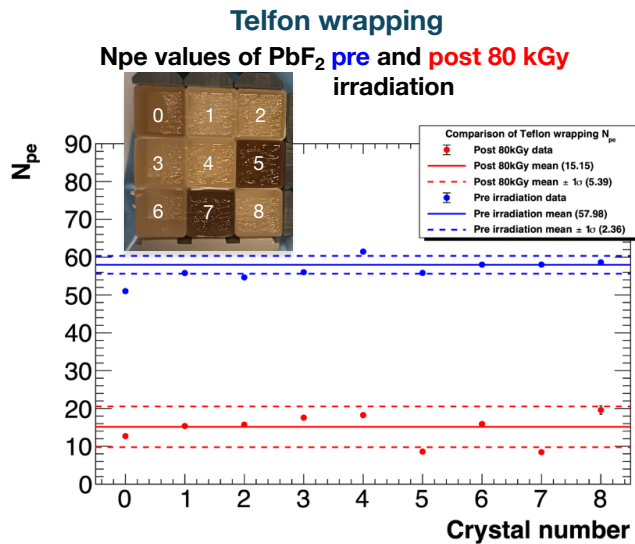 Telfon wrapping
Npe values of PbF₂ pre and post 80 kGy
irradiation
0 1 2
3 4 5
6 7 8
Comparison of Teflon wrapping N_pe
Post 80kGy data
Post 80kGy mean (15.15)
Post 80kGy mean ± 1σ (5.39)
Pre irradiation data
Pre irradiation mean (57.98)
Pre irradiation mean ± 1σ (2.36)
N_pe
90
80
70
60
50
40
30
20
10
0
0 1 2 3 4 5 6 7 8
Crystal number